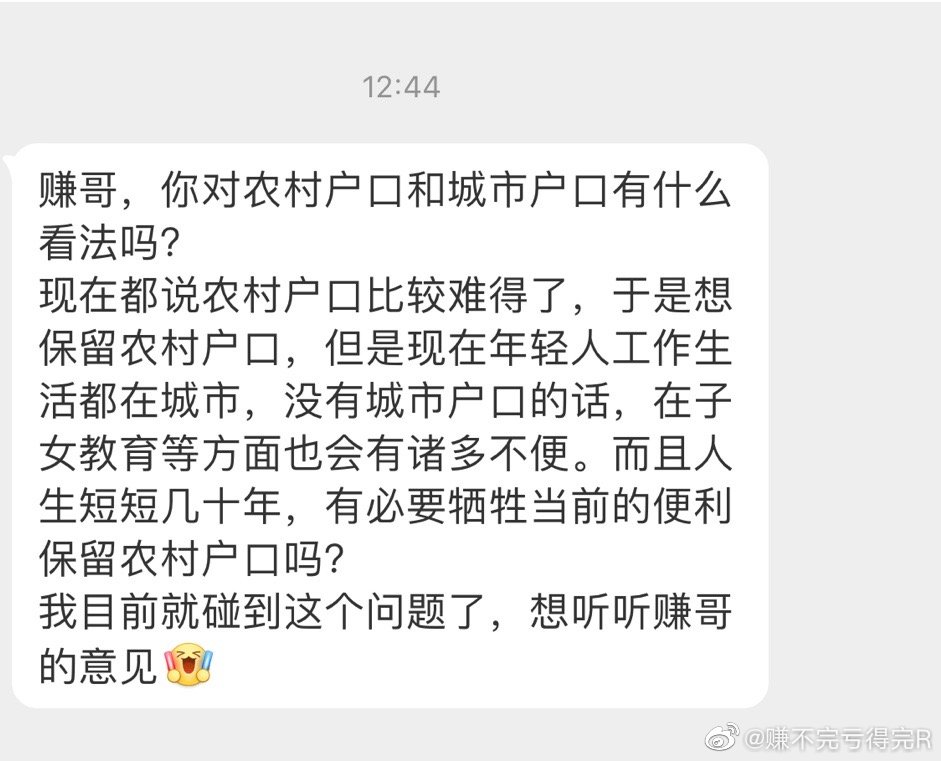 12:44
赚哥，你对农村户口和城市户口有什么
看法吗？
现在都说农村户口比较难得了，于是想
保留农村户口，但是现在年轻人工作生
活都在城市，没有城市户口的话，在子
女教育等方面也会有诸多不便。而且人
生短短几十年，有必要牺牲当前的便利
保留农村户口吗？
我目前就碰到这个问题了，想听听赚哥
的意见
@赚不完亏得完R